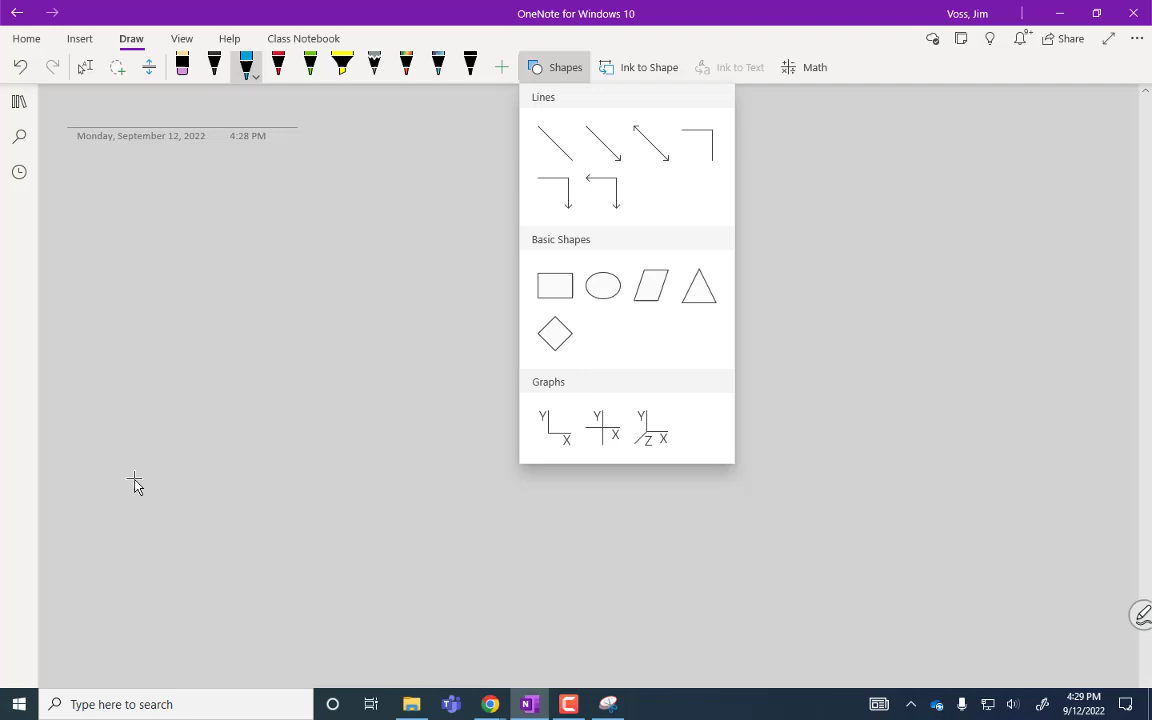 OneNote for Windows 10
Voss, Jim
Home
Insert
Draw
View
Help
Class Notebook
9+
Share
Shapes
Ink to Shape
Ink to Text
Math
Lines
Monday, September 12, 2022 4:28 PM
Basic Shapes
Graphs
Y X
Y X
Y Z X
Type here to search
4:29 PM
9/12/2022